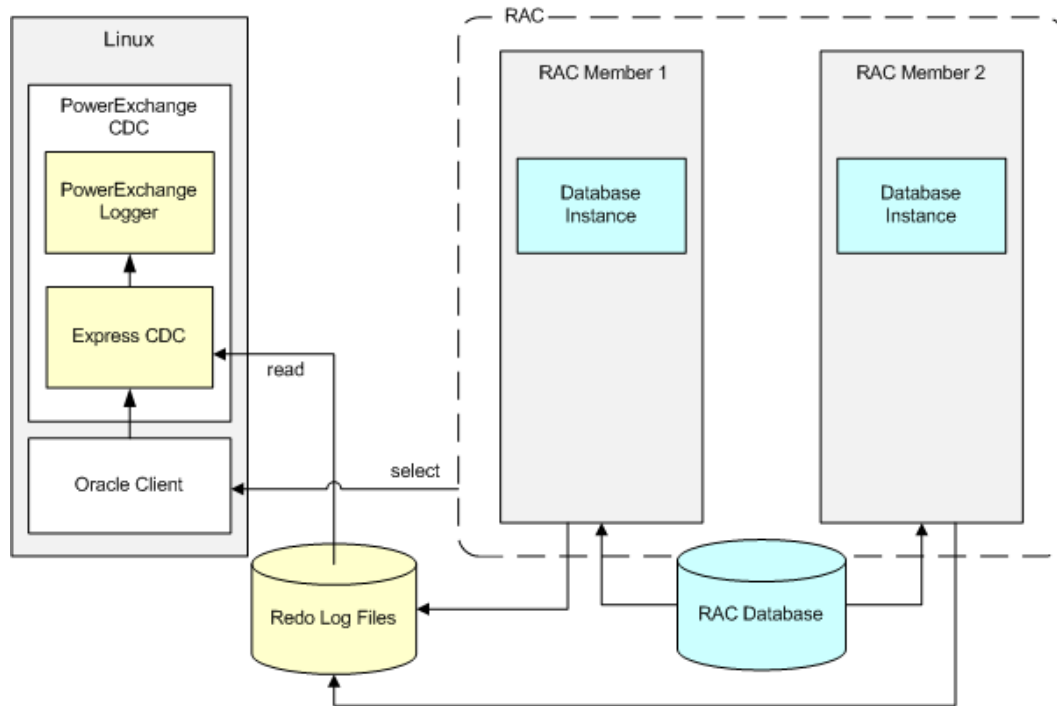 RAC
Linux
RAC Member 1
RAC Member 2
PowerExchange
CDC
PowerExchange
Logger
Database
Instance
Database
Instance
Express CDC
read
select
Oracle Client
Redo Log Files
RAC Database